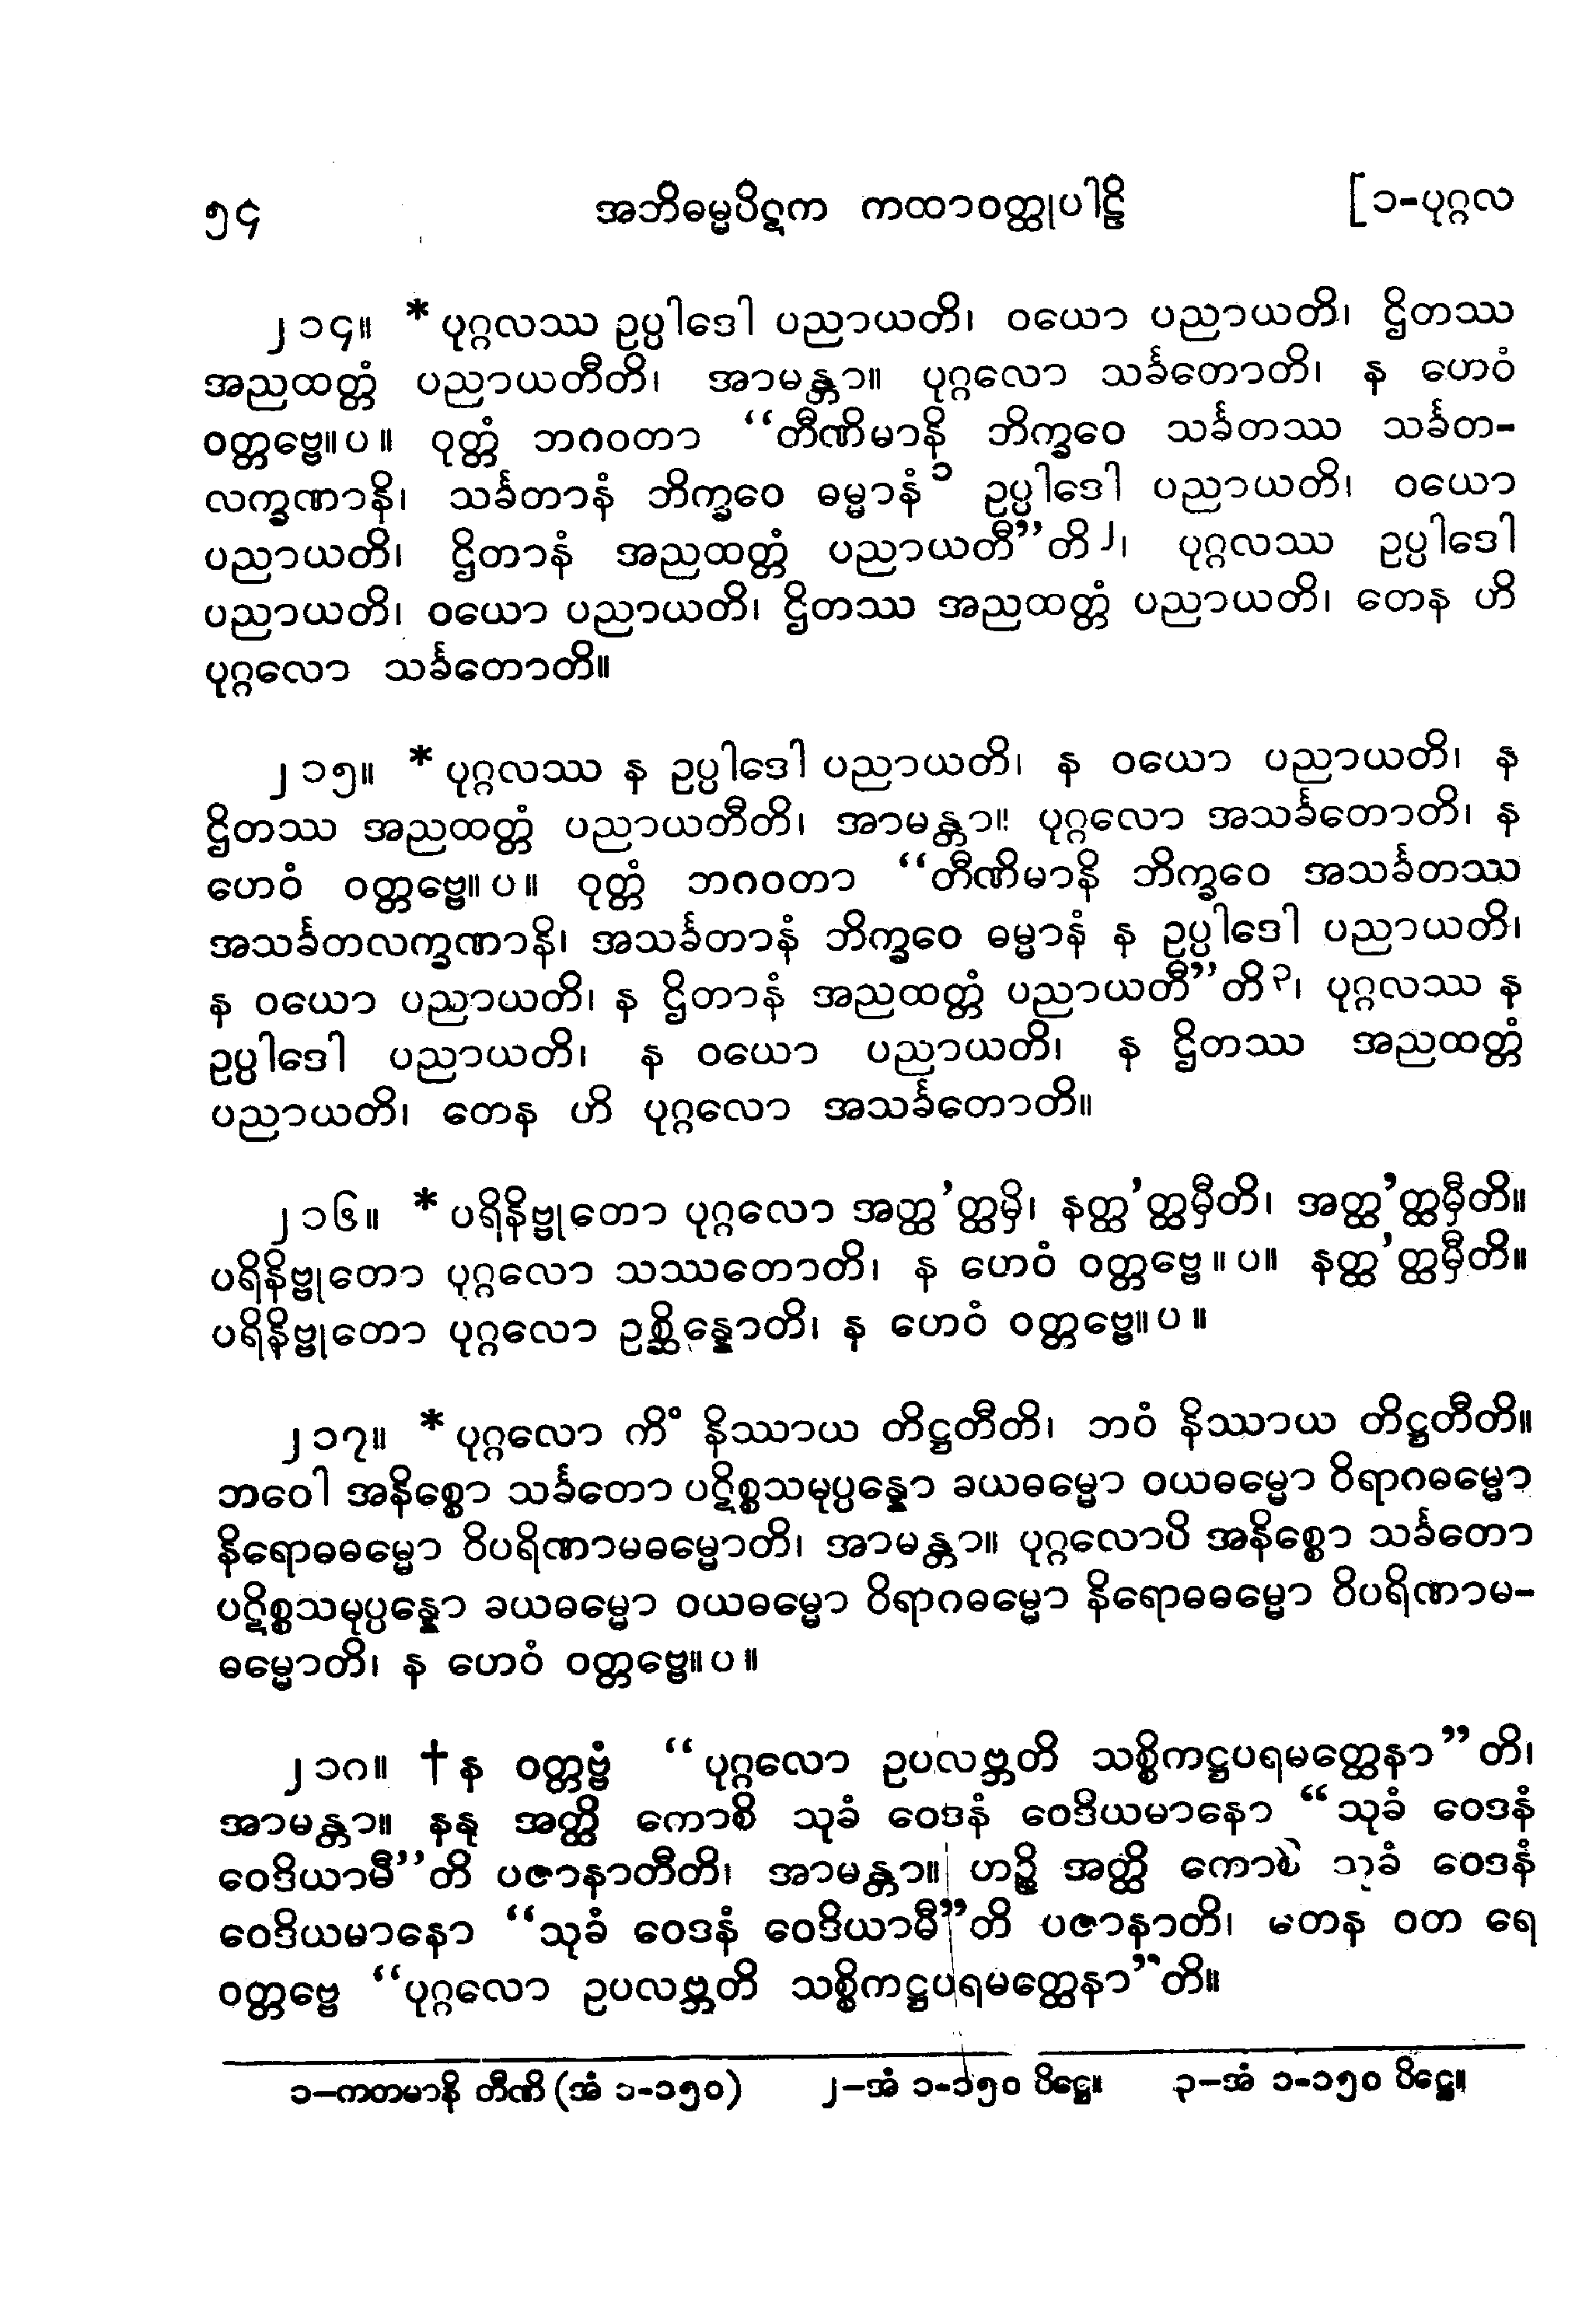 ၅၄ အဘိဓမ္မပိဋက ကထာဝတ္ထုပါဠိ [၁-ပုဂ္ဂလ
၂၁၄။ *ပုဂ္ဂလဿ ဥပ္ပါဒေါ ပညာယတိ၊ ဝယော ပညာယတိ၊ ဌိတဿ
အညထတ္တံ ပညာယတီတိ၊ အာမန္တာ။ ပုဂ္ဂလော သင်္ခတောတိ၊ န ဟေဝံ
ဝတ္တဗ္ဗေ။ပ။ ဝုတ္တံ ဘဂဝတာ “တီဏိမာနိ ဘိက္ခဝေ သင်္ခတဿ သင်္ခတ-
လက္ခဏာနိ၊ သင်္ခတာနံ ဘိက္ခဝေ ဓမ္မာနံ၁ ဥပ္ပါဒေါ ပညာယတိ၊ ဝယော
ပညာယတိ၊ ဌိတာနံ အညထတ္တံ ပညာယတီ”တိ၂၊ ပုဂ္ဂလဿ ဥပ္ပါဒေါ
ပညာယတိ၊ ဝယော ပညာယတိ၊ ဌိတဿ အညထတ္တံ ပညာယတိ၊ တေန ဟိ
ပုဂ္ဂလော သင်္ခတောတိ။
၂၁၅။ *ပုဂ္ဂလဿ န ဥပ္ပါဒေါ ပညာယတိ၊ န ဝယော ပညာယတိ၊ န
ဌိတဿ အညထတ္တံ ပညာယတီတိ၊ အာမန္တာ။ ပုဂ္ဂလော အသင်္ခတောတိ၊ န
ဟေဝံ ဝတ္တဗ္ဗေ။ပ။ ဝုတ္တံ ဘဂဝတာ “တီဏိမာနိ ဘိက္ခဝေ အသင်္ခတဿ
အသင်္ခတလက္ခဏာနိ၊ အသင်္ခတာနံ ဘိက္ခဝေ ဓမ္မာနံ န ဥပ္ပါဒေါ ပညာယတိ၊
န ဝယော ပညာယတိ၊ န ဌိတာနံ အညထတ္တံ ပညာယတီ”တိ၃၊ ပုဂ္ဂလဿ န
ဥပ္ပါဒေါ ပညာယတိ၊ န ဝယော ပညာယတိ၊ န ဌိတဿ အညထတ္တံ
ပညာယတိ၊ တေန ဟိ ပုဂ္ဂလော အသင်္ခတောတိ။
၂၁၆။ *ပရိနိဗ္ဗုတော ပုဂ္ဂလော အတ္ထ’တ္ထမှိ၊ နတ္ထ’တ္ထမှီတိ၊ အတ္ထ’တ္ထမှီတိ။
ပရိနိဗ္ဗုတော ပုဂ္ဂလော သဿတောတိ၊ န ဟေဝံ ဝတ္တဗ္ဗေ။ပ။ နတ္ထ’တ္ထမှီတိ။
ပရိနိဗ္ဗုတော ပုဂ္ဂလော ဥစ္ဆိန္နောတိ၊ န ဟေဝံ ဝတ္တဗ္ဗေ။ပ။
၂၁၇။ *ပုဂ္ဂလော ကိံ နိဿာယ တိဋ္ဌတီတိ၊ ဘဝံ နိဿာယ တိဋ္ဌတီတိ။
ဘဝေါ အနိစ္စော သင်္ခတော ပဋိစ္စသမုပ္ပန္နော ခယဓမ္မော ဝယဓမ္မော ဝိရာဂဓမ္မော
နိရောဓဓမ္မော ဝိပရိဏာမဓမ္မောတိ၊ အာမန္တာ။ ပုဂ္ဂလောပိ အနိစ္စော သင်္ခတော
ပဋိစ္စသမုပ္ပန္နော ခယဓမ္မော ဝယဓမ္မော ဝိရာဂဓမ္မော နိရောဓဓမ္မော ဝိပရိဏာမ-
ဓမ္မောတိ၊ န ဟေဝံ ဝတ္တဗ္ဗေ။ပ။
၂၁၈။ †န ဝတ္တဗ္ဗံ “ပုဂ္ဂလော ဥပလဗ္ဘတိ သစ္စိကဋ္ဌပရမတ္ထေနာ”တိ၊
အာမန္တာ။ နနု အတ္ထိ ကောစိ သုခံ ဝေဒနံ ဝေဒိယမာနော “သုခံ ဝေဒနံ
ဝေဒိယာမီ”တိ ပဇာနာတီတိ၊ အာမန္တာ။ ဟဉ္စိ အတ္ထိ ကောစိ သုခံ ဝေဒနံ
ဝေဒိယမာနော “သုခံ ဝေဒနံ ဝေဒိယာမီ”တိ ပဇာနာတိ၊ တေန ဝတ ရေ
ဝတ္တဗ္ဗေ “ပုဂ္ဂလော ဥပလဗ္ဘတိ သစ္စိကဋ္ဌပရမတ္ထေနာ”တိ။
၁−ကတမာနိ တီဏိ (အံ ၁-၁၅၀) ၂−အံ ၁-၁၅၀ ပိဋ္ဌေ။ ၃−အံ ၁-၁၅၀ ပိဋ္ဌေ။